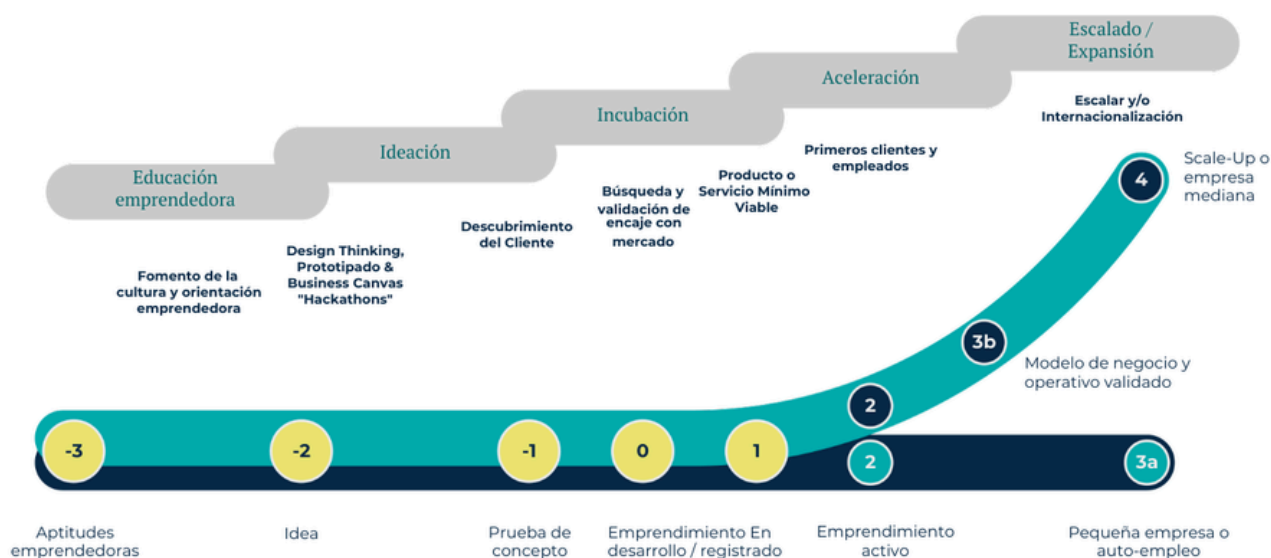 Escalado /
Expansión
Aceleración
Incubación
Ideación
Educación
emprendedora
Escalar y/o
Internacionalización
Primeros clientes y
empleados
Producto o
Servicio Mínimo
Viable
Búsqueda y
validación de
encaje con
mercado
Descubrimiento
del Cliente
Design Thinking,
Prototipado &
Business Canvas
"Hackathons"
Fomento de la
cultura y orientación
emprendedora
4
Scale-Up o
empresa
mediana
3b
Modelo de negocio y
operativo validado
2
-3
-2
-1
0
1
2
3a
Aptitudes
emprendedoras
Idea
Prueba de
concepto
Emprendimiento En
desarrollo / registrado
Emprendimiento
activo
Pequeña empresa o
auto-empleo